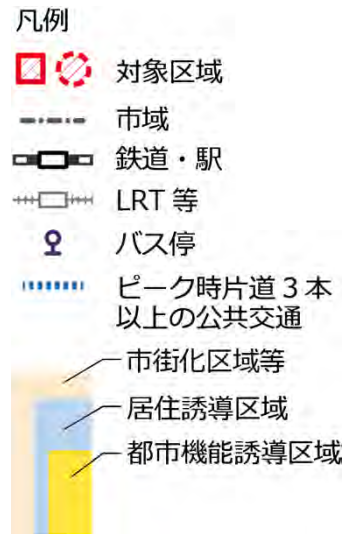 凡例
対象区域
市域
鉄道・駅
LRT 等
バス停
ピーク時片道３本
以上の公共交通
市街化区域等
居住誘導区域
都市機能誘導区域